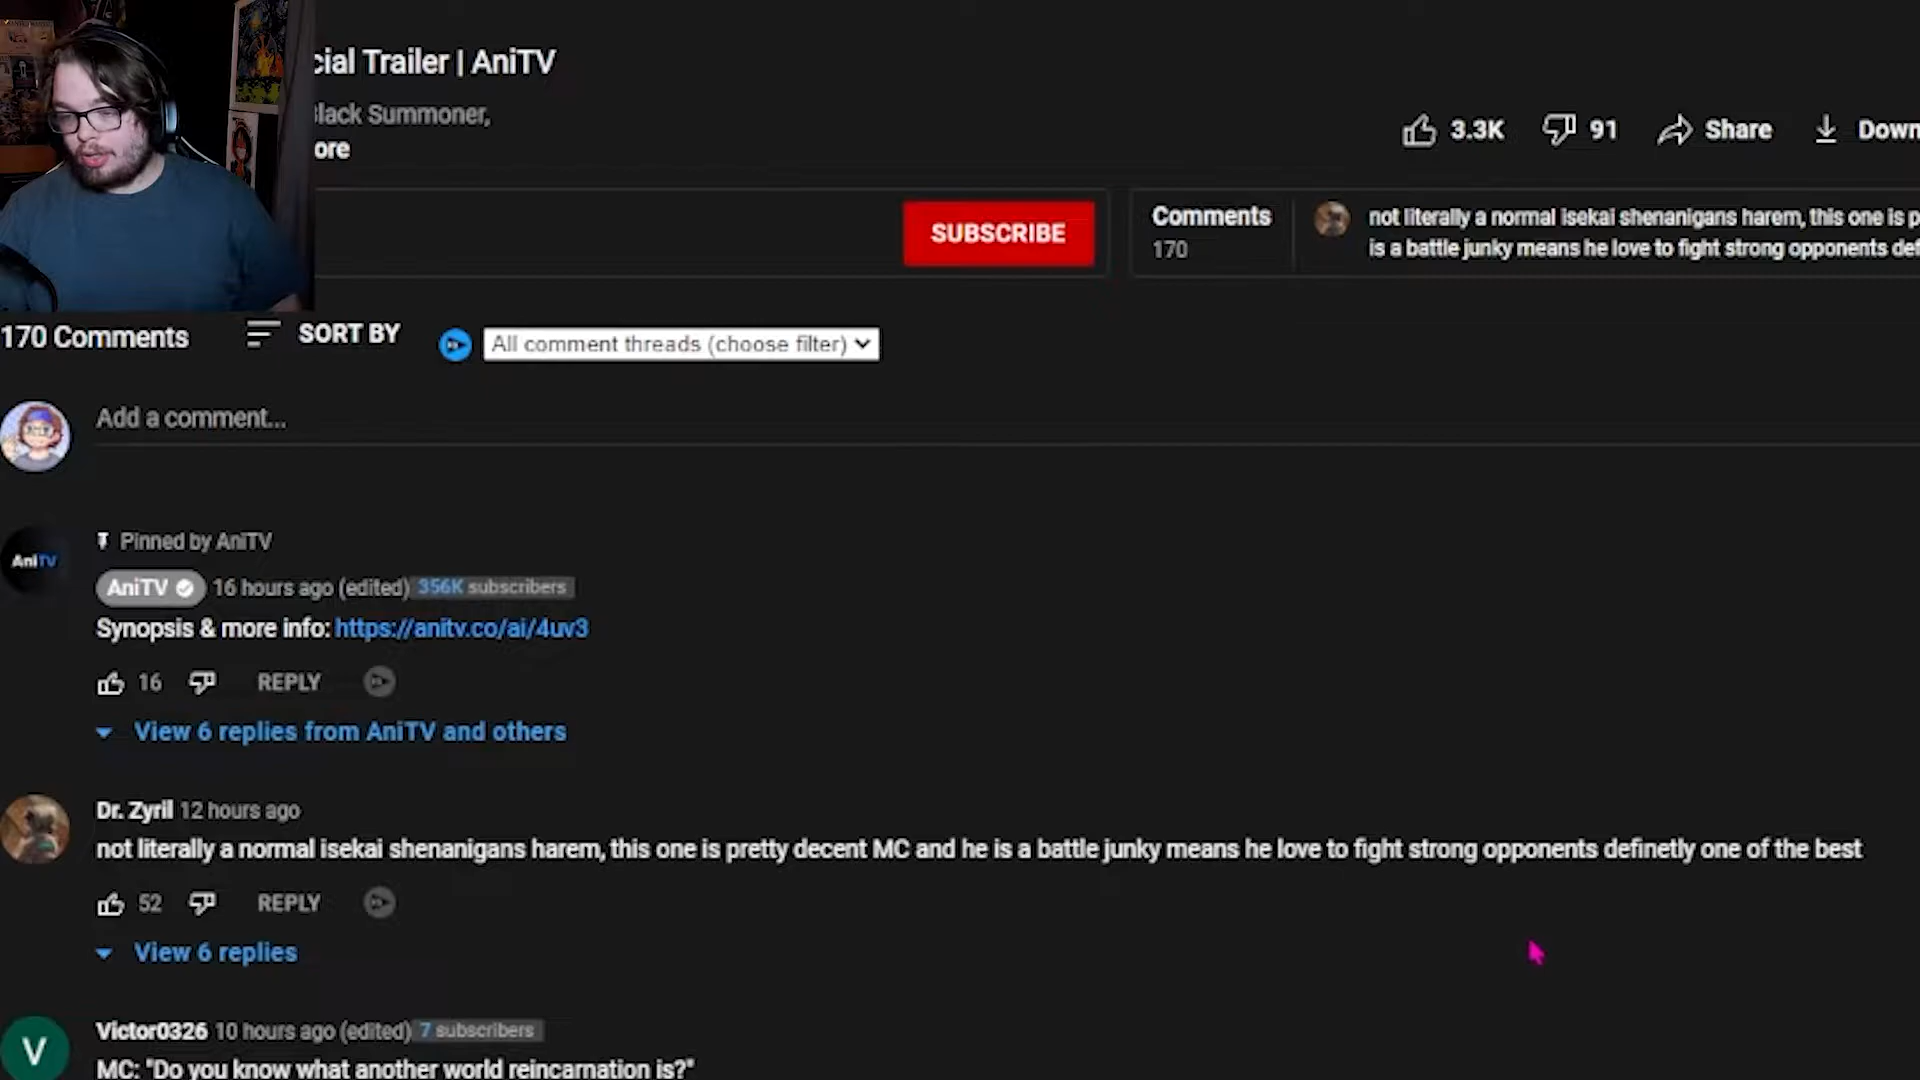 cial Trailer | AniTV
Black Summoner,
ore
3.3K
91
Share
Down
SUBSCRIBE
Comments
170
not literally a normal isekai shenanigans harem, this one is p
is a battle junky means he love to fight strong opponents def
170 Comments
SORT BY
All comment threads (choose filter)
Add a comment...
AniTV
Pinned by AniTV
AniTV 16 hours ago (edited) 356K subscribers
Synopsis & more info: https://anitv.co/ai/4uv3
16 REPLY
View 6 replies from AniTV and others
Dr. Zyril 12 hours ago
not literally a normal isekai shenanigans harem, this one is pretty decent MC and he is a battle junky means he love to fight strong opponents definetly one of the best
52 REPLY
View 6 replies
V
Victor0326 10 hours ago (edited) 7 subscribers
MC: "Do you know what another world reincarnation is?"